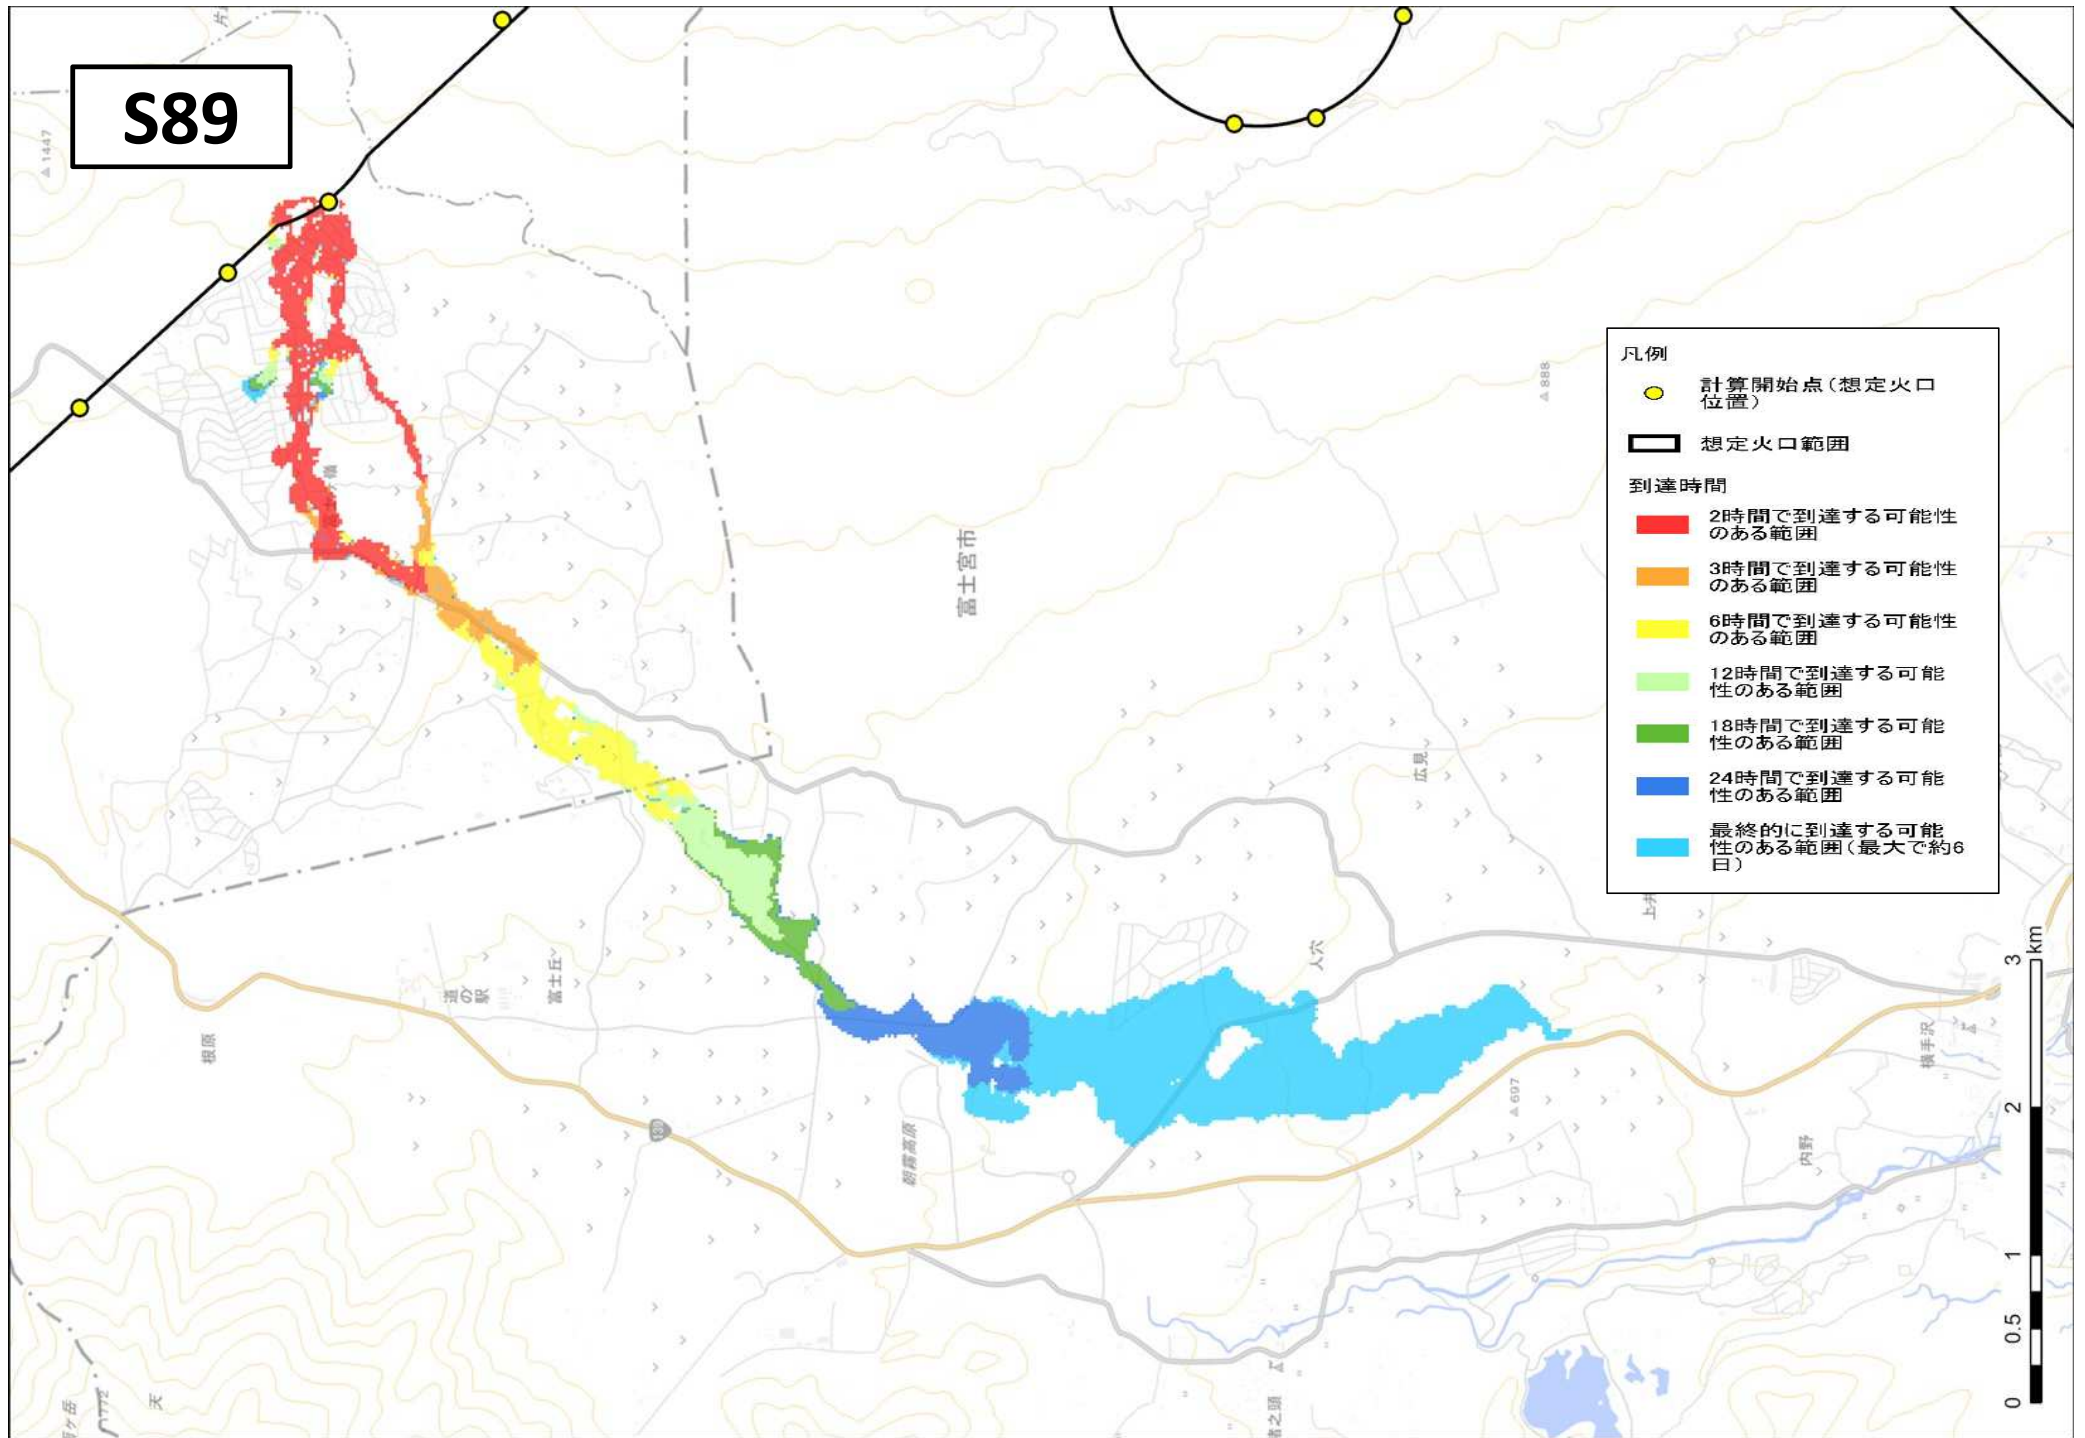 S89
1447
富士宮市
888
凡例
計算開始点(想定火口
位置)
想定火口範囲
到達時間
2時間で到達する可能性
のある範囲
3時間で到達する可能性
のある範囲
6時間で到達する可能性
のある範囲
12時間で到達する可能
性のある範囲
18時間で到達する可能
性のある範囲
24時間で到達する可能
性のある範囲
最終的に到達する可能
性のある範囲(最大で約6
日)
広見
上井
人穴
道の
駅
富士丘
根原
139
朝霧高原
697
内野
横手沢
天
之頭
0 0.5 1 2 3
km